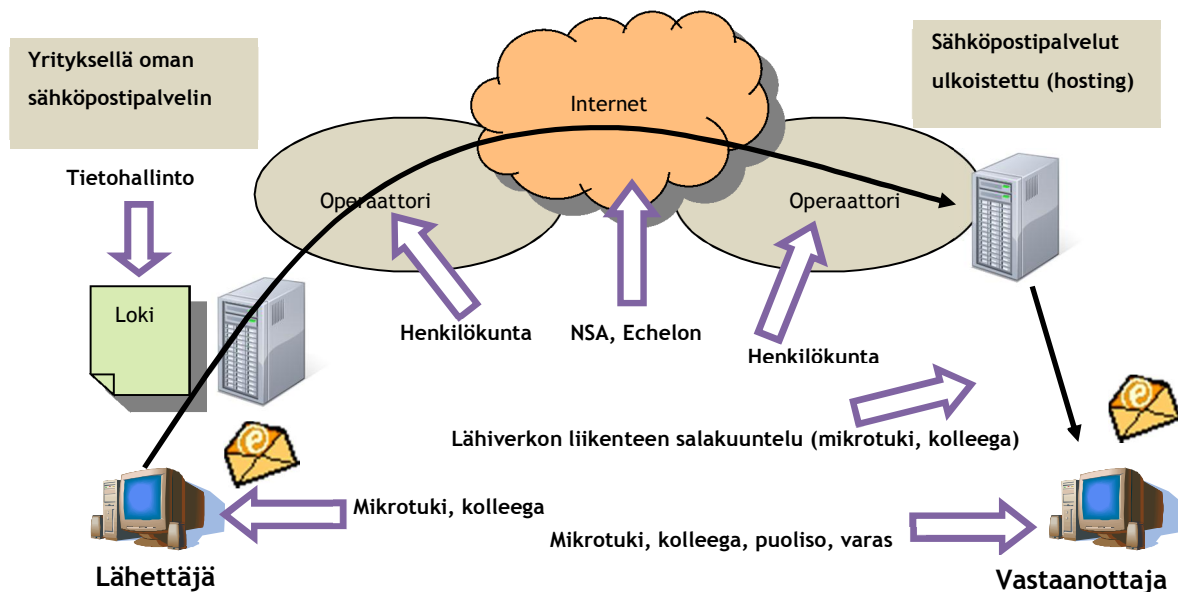 Yrityksellä oman
sähköpostipalvelin
Sähköpostipalvelut
ulkoistettu (hosting)
Internet
Tietohallinto
Operaattori
Operaattori
Loki
Henkilökunta
NSA, Echelon
Henkilökunta
Lähiverkon liikenteen salakuuntelu (mikrotuki, kolleega)
Mikrotuki, kolleega
Mikrotuki, kolleega, puoliso, varas
Lähettäjä
Vastaanottaja